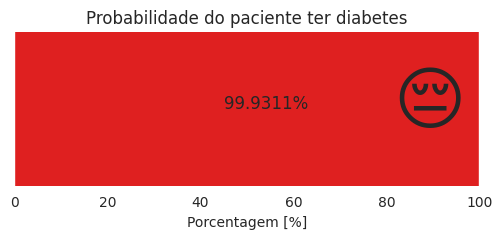 Probabilidade do paciente ter diabetes
99.9311%
0 20 40 60 80 100
Porcentagem [%]